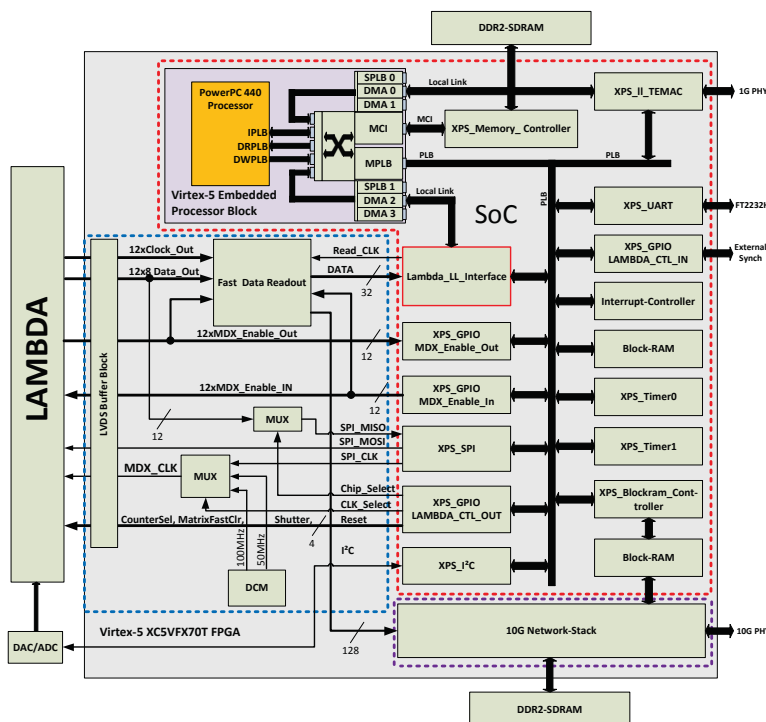 DDR2-SDRAM
SPLB 0
DMA 0
DMA 1
PowerPC 440
Processor
Local Link
XPS_ll_TEMAC
1G PHY
MCI
MCI
XPS_Memory_ Controller
IPLB
DRPLB
DWPLB
MPLB
PLB
PLB
Virtex-5 Embedded
Processor Block
SPLB 1
DMA 2
DMA 3
Local Link
SoC
PLB
XPS_UART
FT2232H
12xClock_Out
12x8 Data_Out
Fast Data Readout
Read_CLK
DATA
32
Lambda_LL_Interface
XPS_GPIO
LAMBDA_CTL_IN
External
Synch
Interrupt-Controller
LAMBDA
LVDS Buffer Block
12xMDX_Enable_Out
12
XPS_GPIO
MDX_Enable_Out
Block-RAM
12xMDX_Enable_IN
12
XPS_GPIO
MDX_Enable_In
XPS_Timer0
12
MUX
SPI_MISO
SPI_MOSI
SPI_CLK
XPS_SPI
XPS_Timer1
MDX_CLK
MUX
Chip_Select
CLK_Select
XPS_GPIO
LAMBDA_CTL_OUT
XPS_Blockram_Cont-
roller
CounterSel, MatrixFastClr, Shutter, Reset
4
100MHz
50MHz
I²C
XPS_I²C
Block-RAM
DCM
DAC/ADC
Virtex-5 XC5VFX70T FPGA
128
10G Network-Stack
10G PHY
DDR2-SDRAM